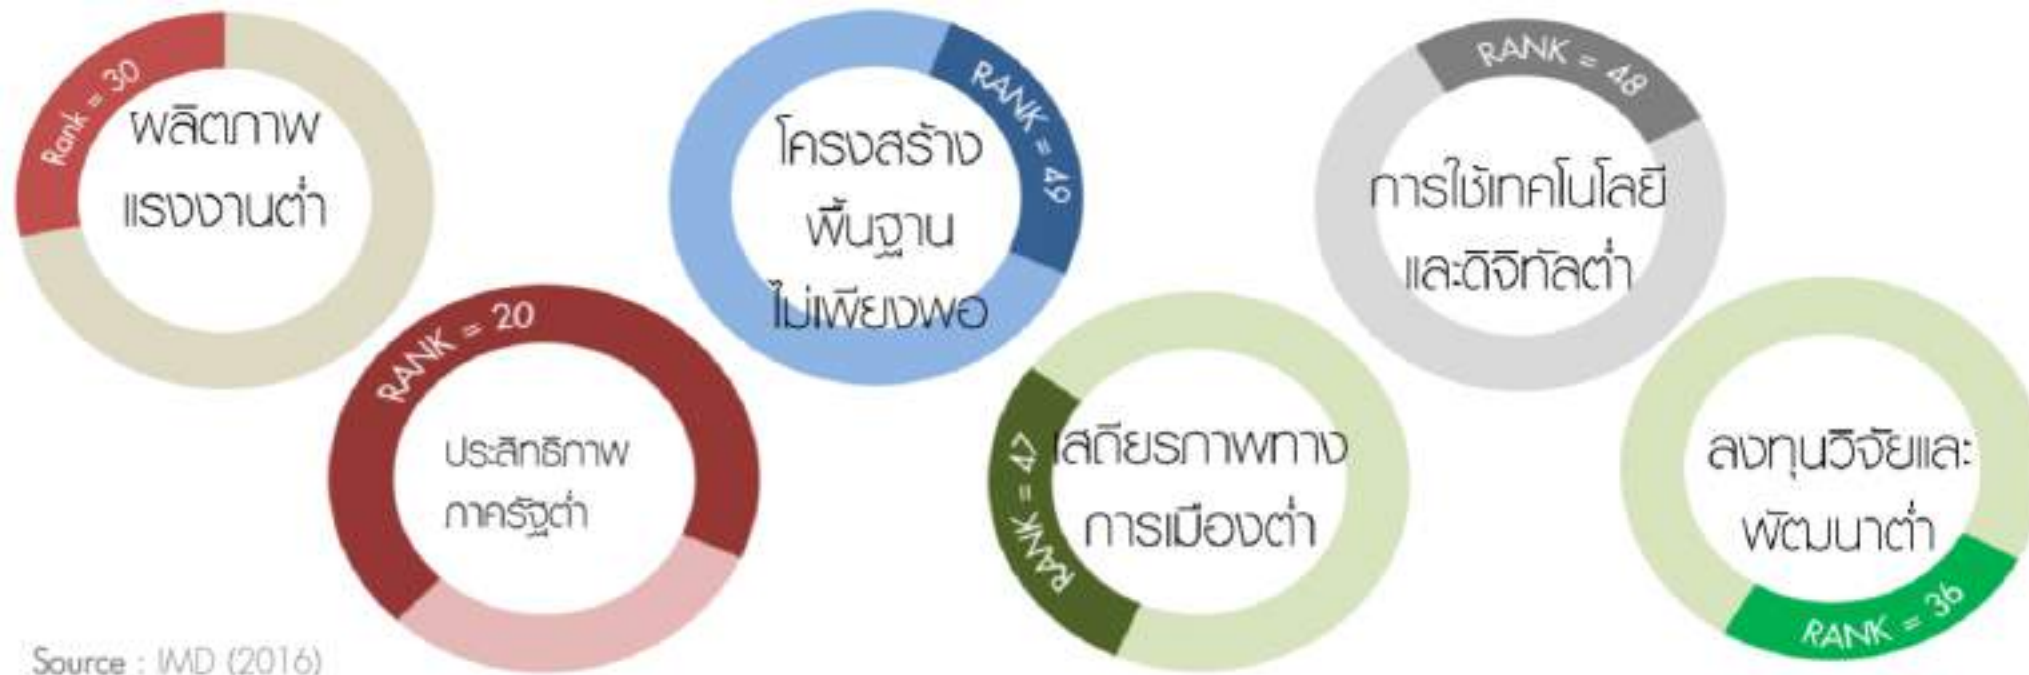 Rank = 30
ผลิตภาพ
แรงงานต่ำ
RANK = 20
ประสิทธิภาพ
ภาครัฐต่ำ
RANK = 49
โครงสร้าง
พื้นฐาน
ไม่เพียงพอ
RANK = 47
เสถียรภาพทาง
การเมืองต่ำ
RANK = 48
การใช้เทคโนโลยี
และดิจิทัลต่ำ
RANK = 36
ลงทุนวิจัยและ
พัฒนาต่ำ
Source : IMD (2016)